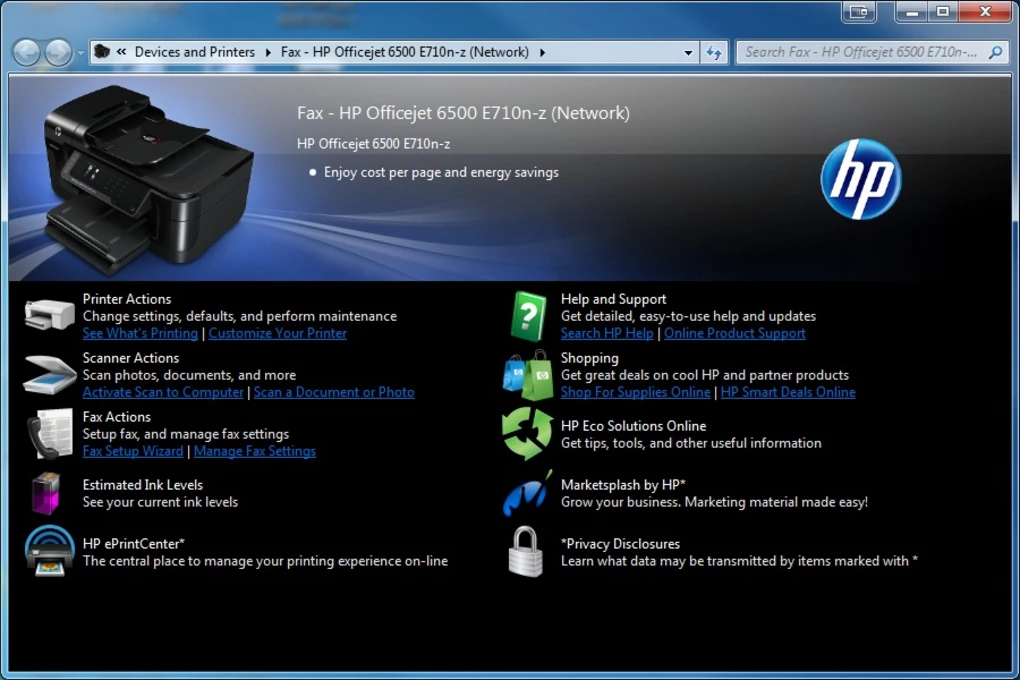 « Devices and Printers ▸ Fax - HP Officejet 6500 E710n-z (Network) ▸
Search Fax - HP Officejet 6500 E710n-...
Fax - HP Officejet 6500 E710n-z (Network)
HP Officejet 6500 E710n-z
• Enjoy cost per page and energy savings
hp
Printer Actions
Change settings, defaults, and perform maintenance
See What's Printing | Customize Your Printer
Scanner Actions
Scan photos, documents, and more
Activate Scan to Computer | Scan a Document or Photo
Fax Actions
Setup fax, and manage fax settings
Fax Setup Wizard | Manage Fax Settings
Estimated Ink Levels
See your current ink levels
HP ePrintCenter*
The central place to manage your printing experience on-line
Help and Support
Get detailed, easy-to-use help and updates
Search HP Help | Online Product Support
Shopping
Get great deals on cool HP and partner products
Shop For Supplies Online | HP Smart Deals Online
HP Eco Solutions Online
Get tips, tools, and other useful information
Marketsplash by HP*
Grow your business. Marketing material made easy!
*Privacy Disclosures
Learn what data may be transmitted by items marked with *